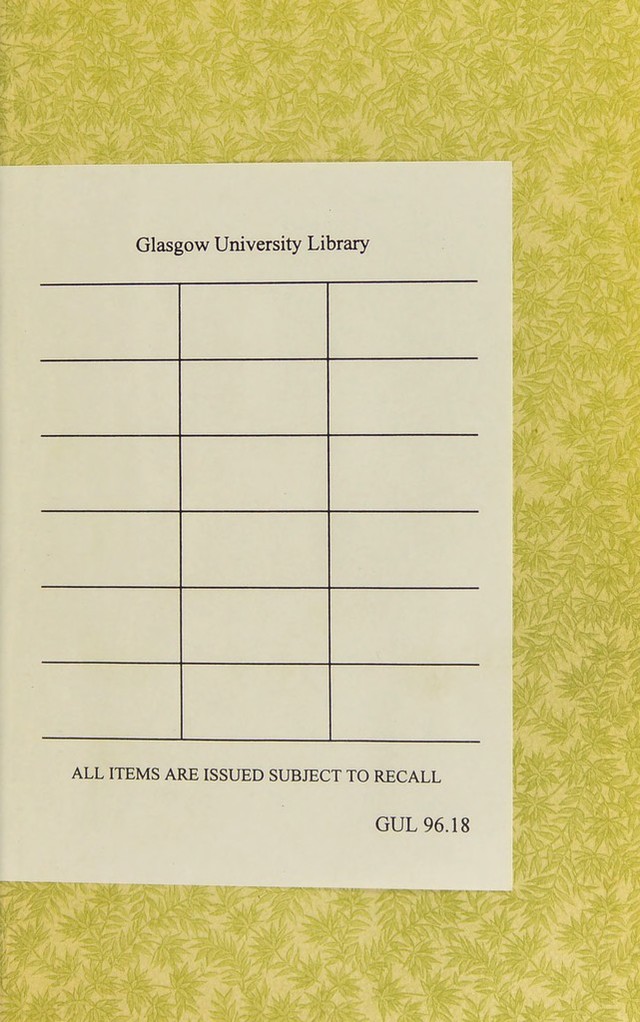 Glasgow University Library
ALL ITEMS ARE ISSUED SUBJECT TO RECALL
GUL 96.18